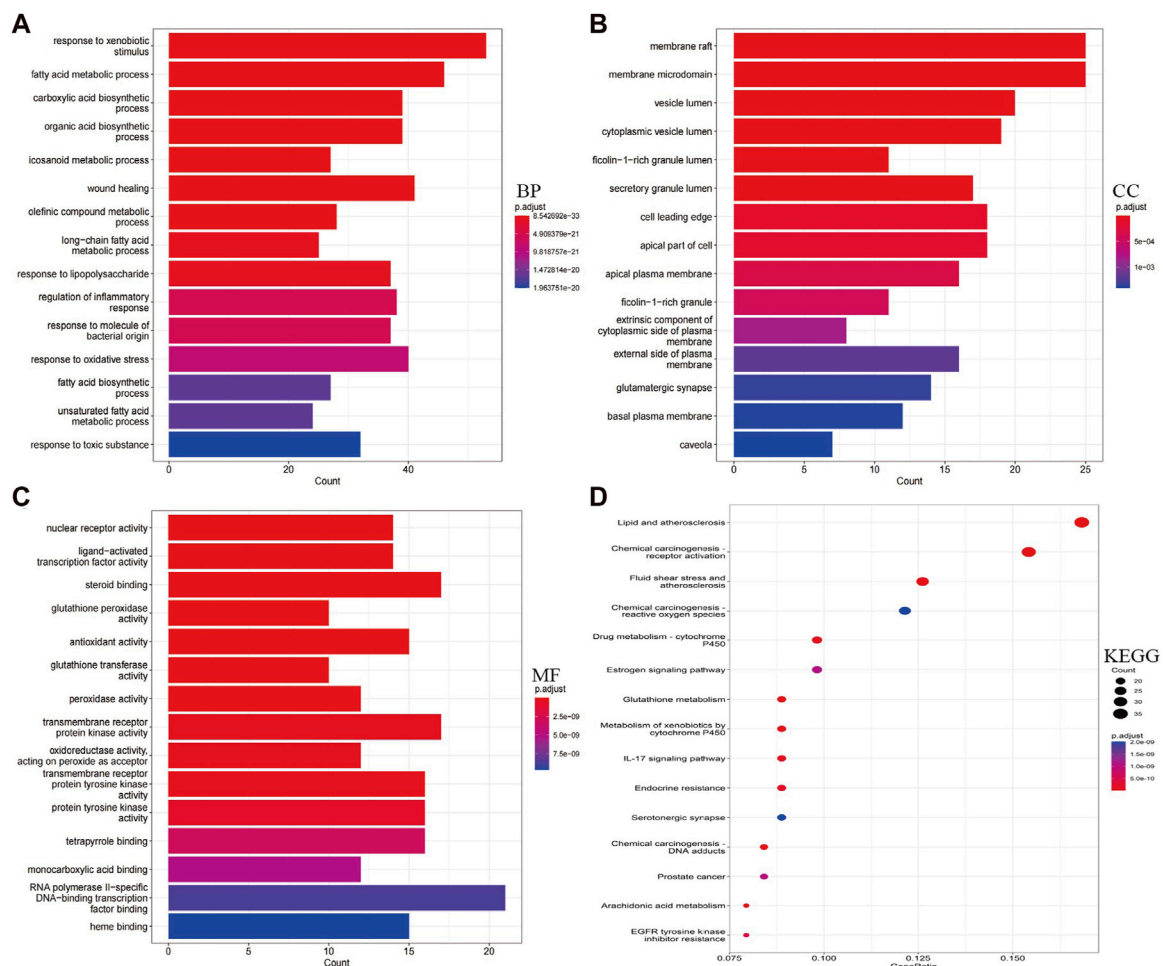 A
response to xenobiotic
stimulus
fatty acid metabolic process
carboxylic acid biosynthetic
process
organic acid biosynthetic
process
icosanoid metabolic process
wound healing
olefinic compound metabolic
process
long-chain fatty acid
metabolic process
response to lipopolysaccharide
regulation of inflammatory
response
response to molecule of
bacterial origin
response to oxidative stress
fatty acid biosynthetic
process
unsaturated fatty acid
metabolic process
response to toxic substance
0 20 40
Count
BP
p.adjust
8.542692e-33
4.909379e-21
9.818757e-21
1.472814e-20
1.963751e-20
B
membrane raft
membrane microdomain
vesicle lumen
cytoplasmic vesicle lumen
ficolin-1-rich granule lumen
secretory granule lumen
cell leading edge
apical part of cell
apical plasma membrane
ficolin-1-rich granule
extrinsic component of
cytoplasmic side of plasma
membrane
external side of plasma
membrane
glutamatergic synapse
basal plasma membrane
caveola
0 5 10 15 20 25
Count
CC
p.adjust
5e-04
1e-03
C
nuclear receptor activity
ligand-activated
transcription factor activity
steroid binding
glutathione peroxidase
activity
antioxidant activity
glutathione transferase
activity
peroxidase activity
transmembrane receptor
protein kinase activity
oxidoreductase activity,
acting on peroxide as acceptor
transmembrane receptor
protein tyrosine kinase
activity
protein tyrosine kinase
activity
tetrapyrrole binding
monocarboxylic acid binding
RNA polymerase II-specific
DNA-binding transcription
factor binding
heme binding
0 5 10 15 20
Count
MF
p.adjust
2.5e-09
5.0e-09
7.5e-09
D
Lipid and atherosclerosis
Chemical carcinogenesis -
receptor activation
Fluid shear stress and
atherosclerosis
Chemical carcinogenesis -
reactive oxygen species
Drug metabolism - cytochrome
P450
Estrogen signaling pathway
Glutathione metabolism
Metabolism of xenobiotics by
cytochrome P450
IL-17 signaling pathway
Endocrine resistance
Serotonergic synapse
Chemical carcinogenesis -
DNA adducts
Prostate cancer
Arachidonic acid metabolism
EGFR tyrosine kinase
inhibitor resistance
0.075 0.100 0.125 0.150
GeneRatio
KEGG
Count
20
25
30
35
p.adjust
2.0e-09
1.5e-09
1.0e-09
5.0e-10